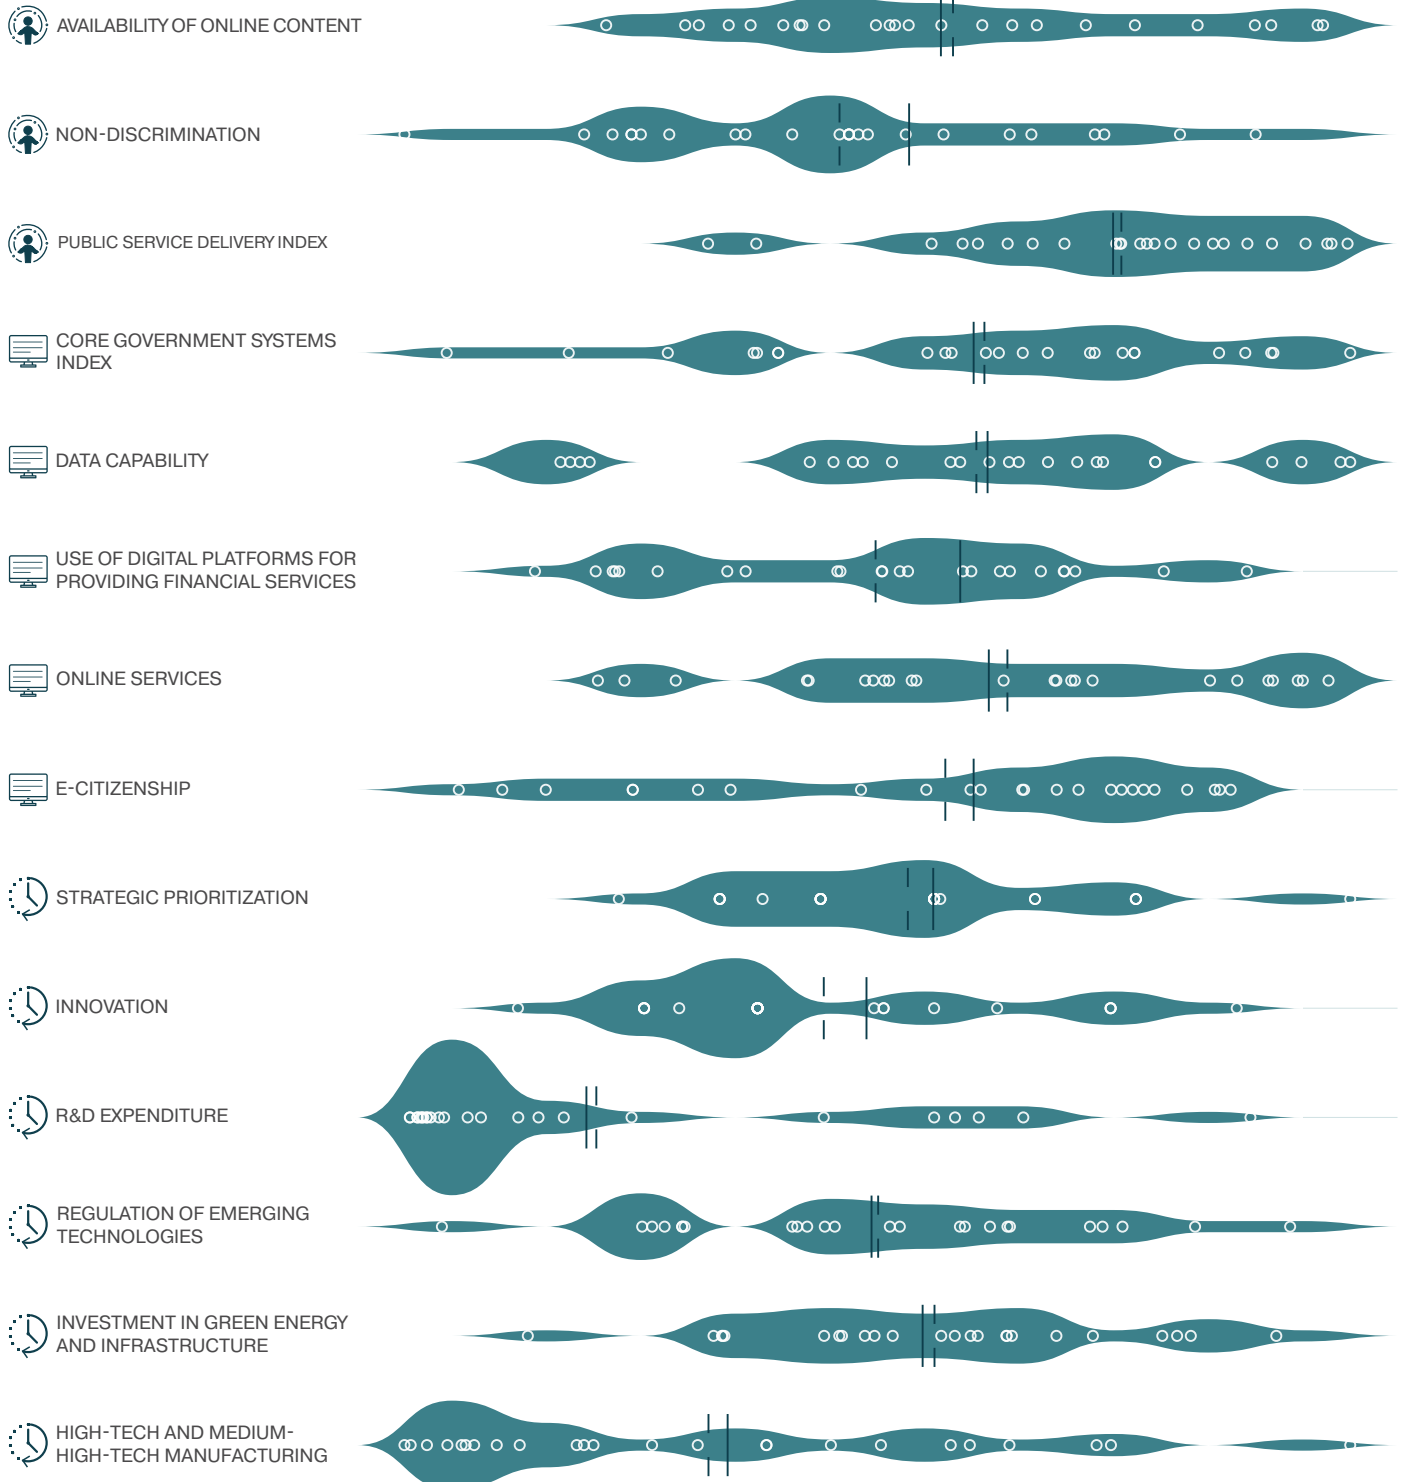 AVAILABILITY OF ONLINE CONTENT
NON-DISCRIMINATION
PUBLIC SERVICE DELIVERY INDEX
CORE GOVERNMENT SYSTEMS
INDEX
DATA CAPABILITY
USE OF DIGITAL PLATFORMS FOR
PROVIDING FINANCIAL SERVICES
ONLINE SERVICES
E-CITIZENSHIP
STRATEGIC PRIORITIZATION
INNOVATION
R&D EXPENDITURE
REGULATION OF EMERGING
TECHNOLOGIES
INVESTMENT IN GREEN ENERGY
AND INFRASTRUCTURE
HIGH-TECH AND MEDIUM-
HIGH-TECH MANUFACTURING